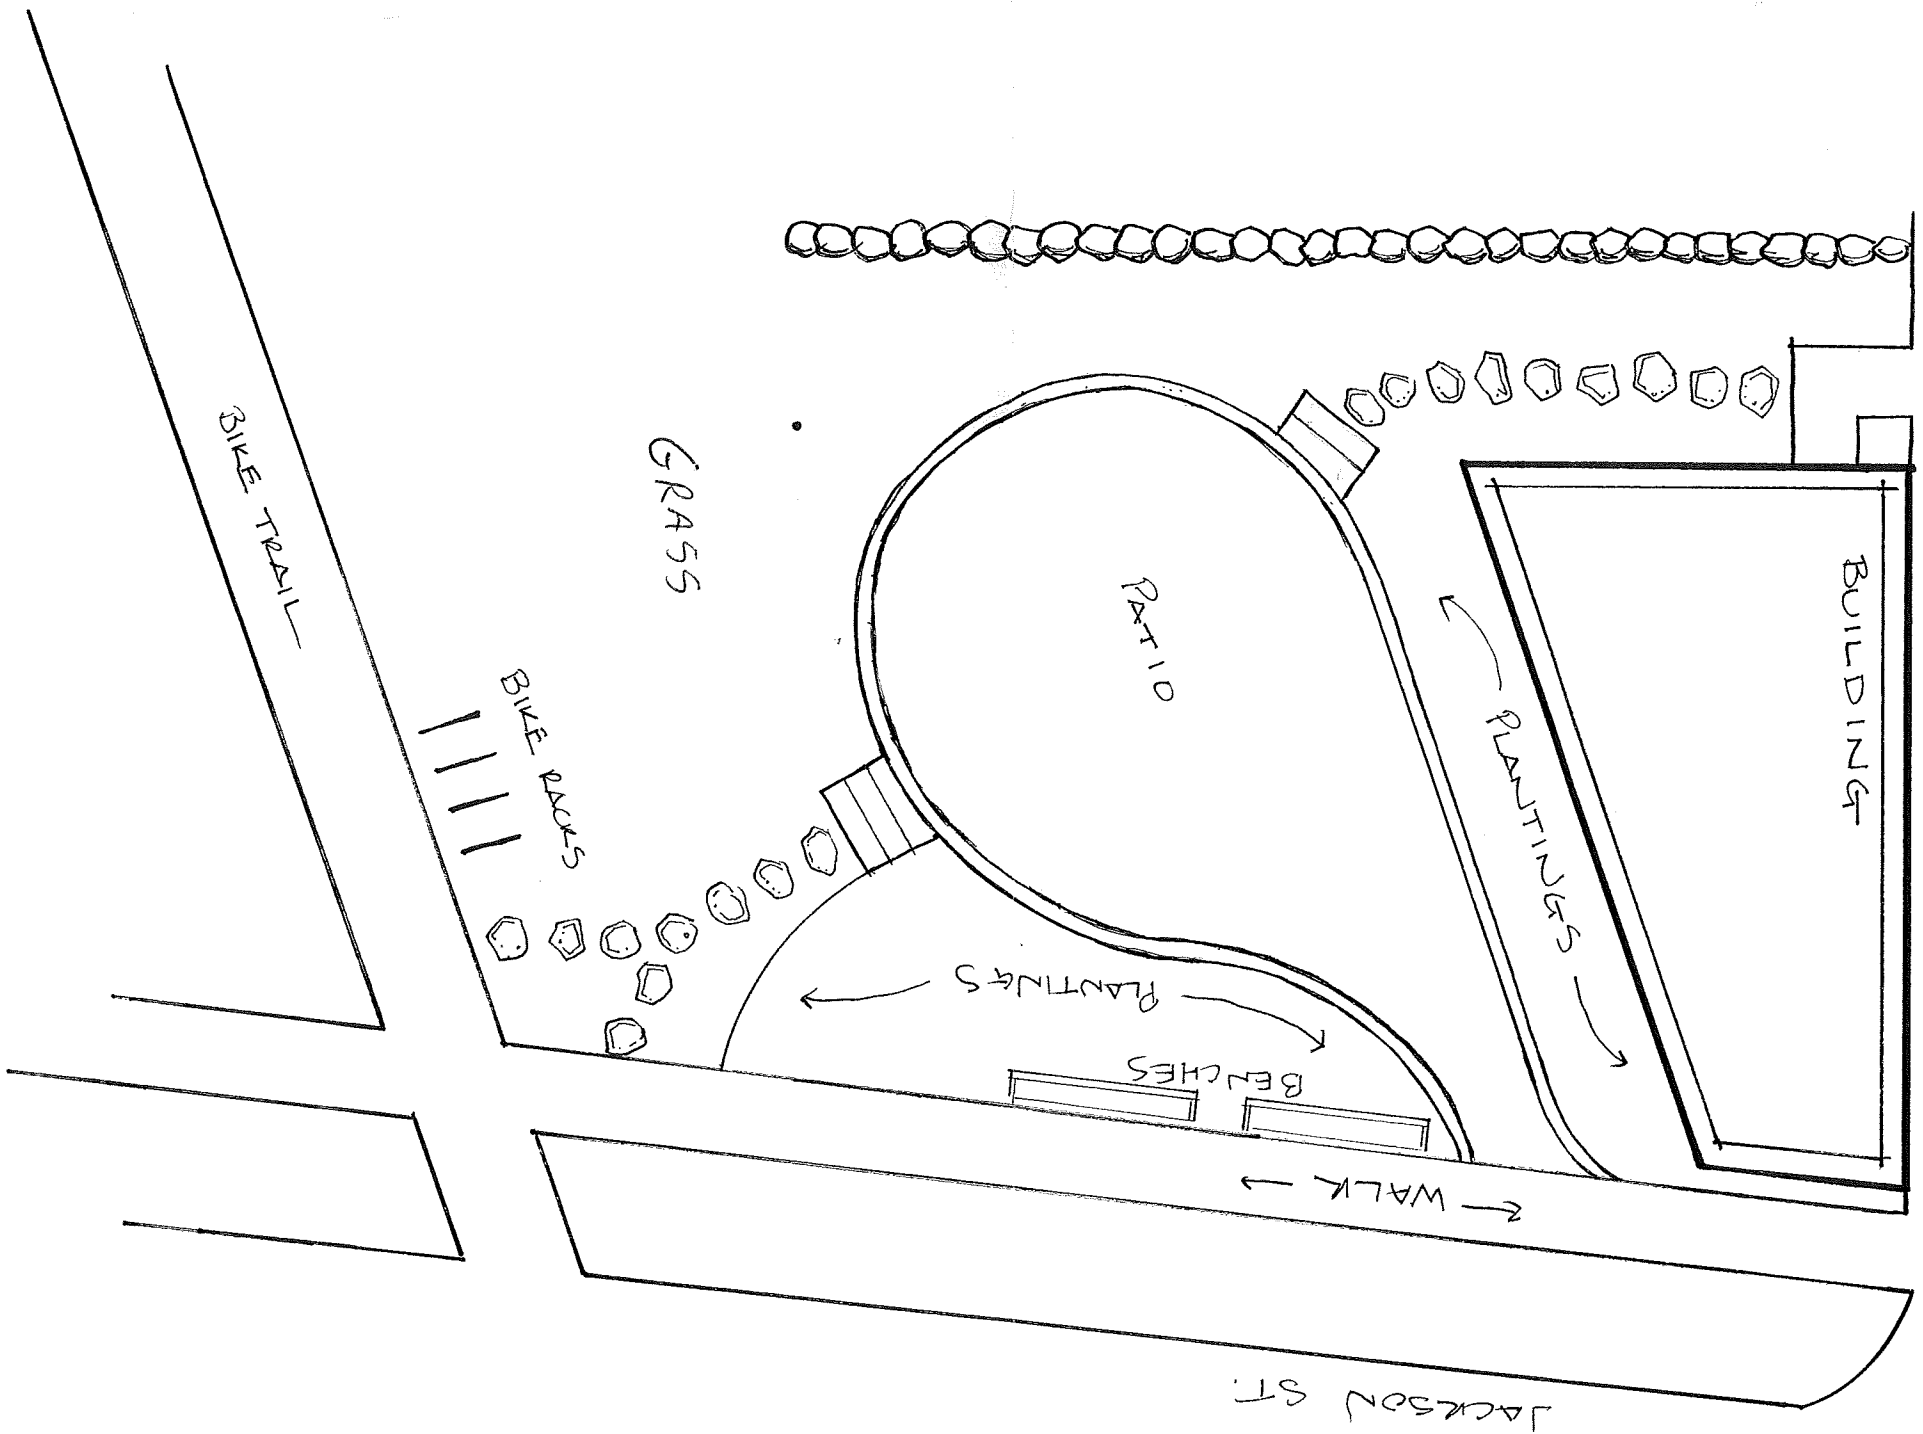 BIKE TRAIL
GRASS
BIKE RACKS
PATIO
PLANTINGS
BUILDING
PLANTINGS
BENCHES
WALK
JACKSON ST.